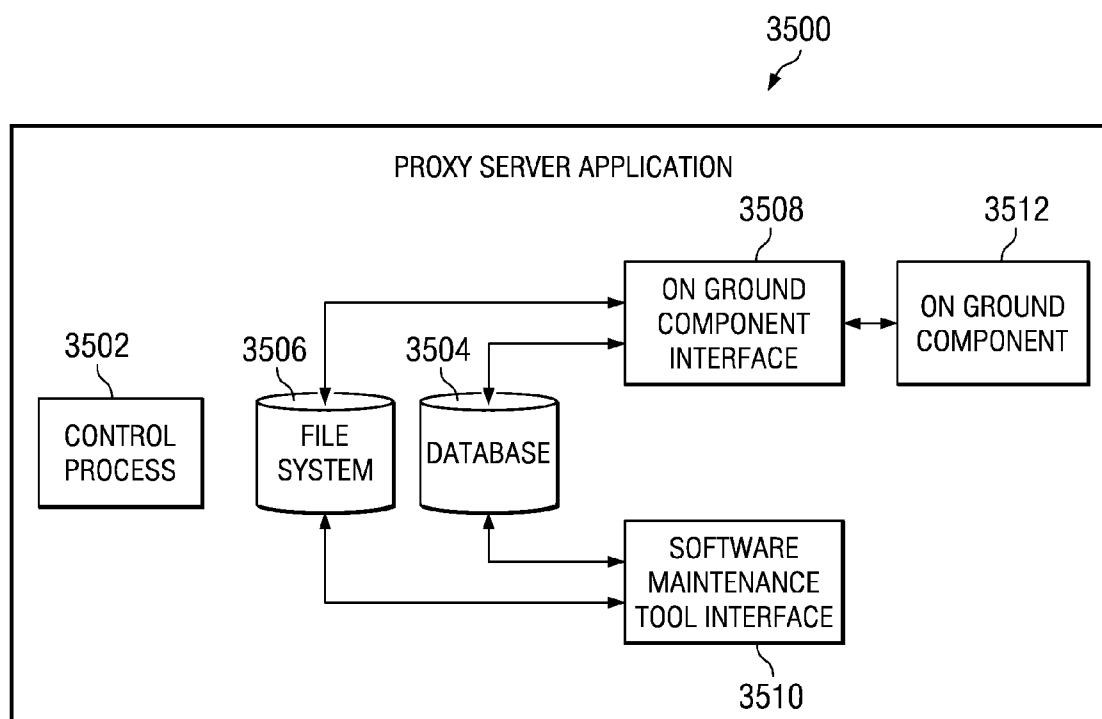 3500
PROXY SERVER APPLICATION
3508
3512
ON GROUND
COMPONENT
INTERFACE
ON GROUND
COMPONENT
3502
3506
3504
CONTROL
PROCESS
FILE
SYSTEM
DATABASE
SOFTWARE
MAINTENANCE
TOOL INTERFACE
3510